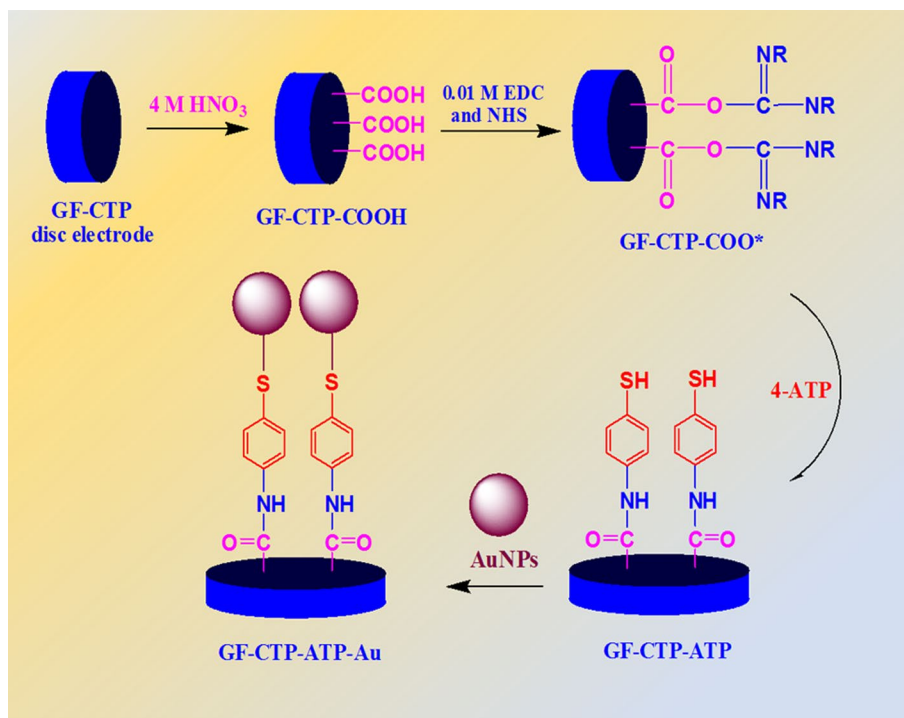 GF-CTP
disc electrode
4 M HNO₃
COOH
COOH
COOH
GF-CTP-COOH
0.01 M EDC
and NHS
O NR
C O C NR
C O C NR
O NR
GF-CTP-COO*
4-ATP
SH SH
NH NH
O=C C=O
GF-CTP-ATP
AuNPs
S S
NH NH
O=C C=O
GF-CTP-ATP-Au